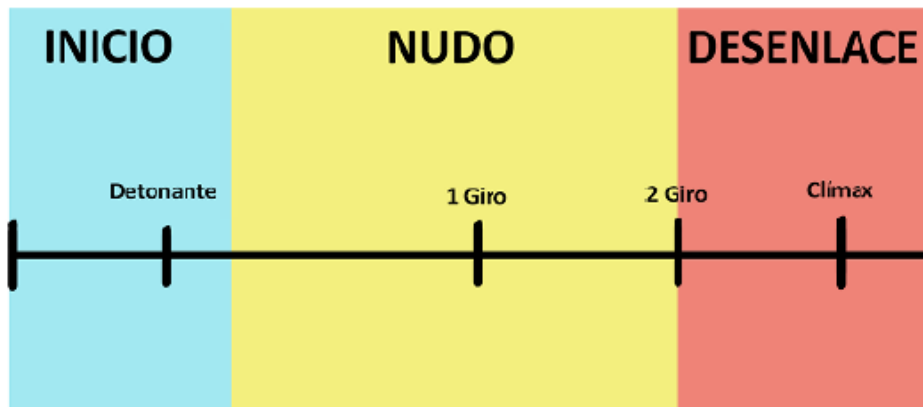 INICIO NUDO DESENLACE
Detonante 1 Giro 2 Giro Clímax